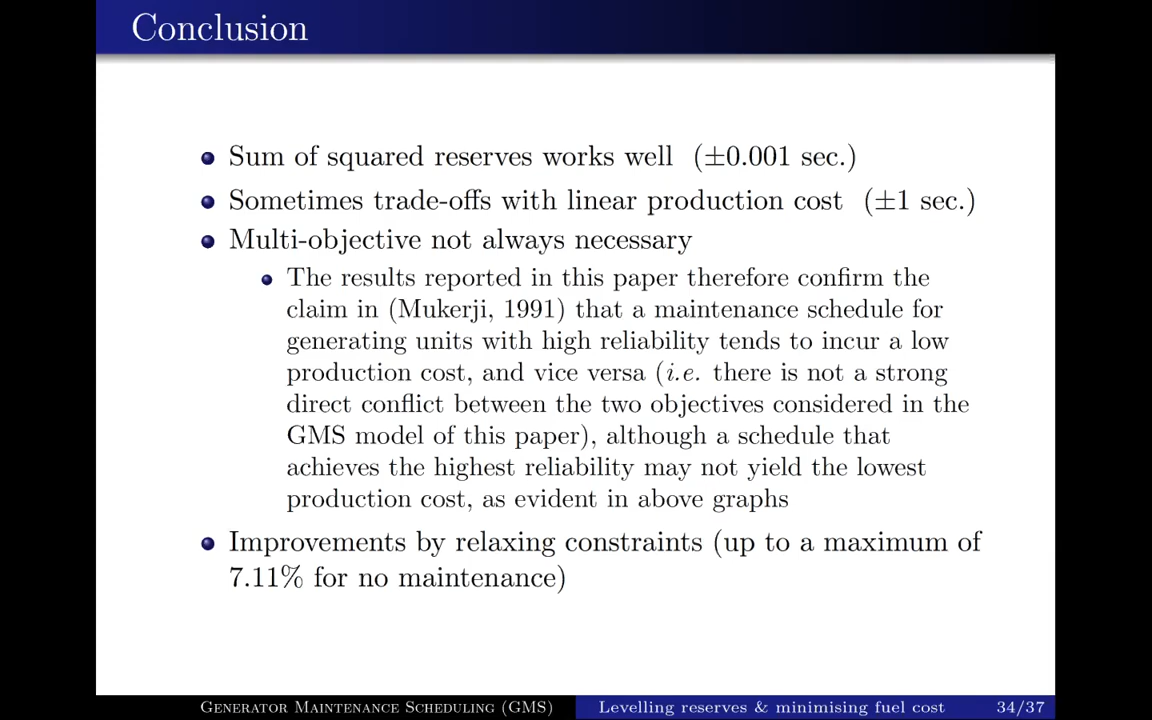 Conclusion
Sum of squared reserves works well (±0.001 sec.)
Sometimes trade-offs with linear production cost (±1 sec.)
Multi-objective not always necessary
The results reported in this paper therefore confirm the
claim in (Mukerji, 1991) that a maintenance schedule for
generating units with high reliability tends to incur a low
production cost, and vice versa (i.e. there is not a strong
direct conflict between the two objectives considered in the
GMS model of this paper), although a schedule that
achieves the highest reliability may not yield the lowest
production cost, as evident in above graphs
Improvements by relaxing constraints (up to a maximum of
7.11% for no maintenance)
Generator Maintenance Scheduling (GMS) Levelling reserves & minimising fuel cost 34/37